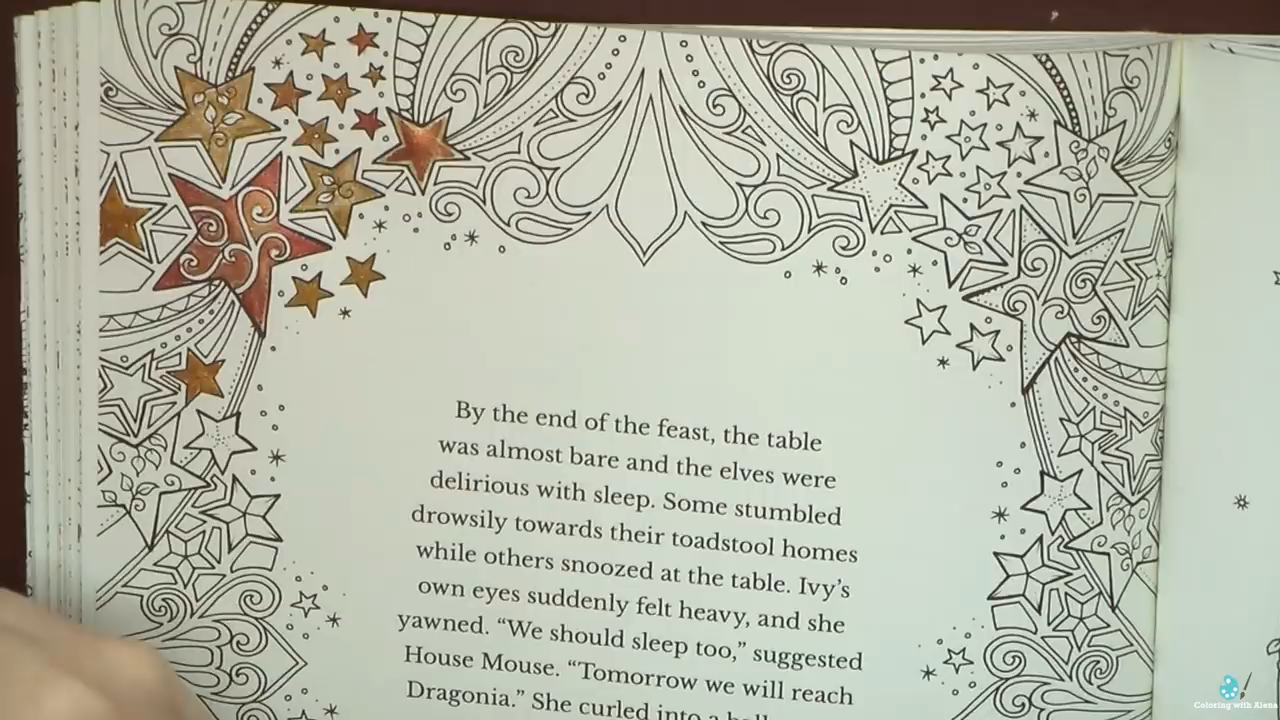 By the end of the feast, the table
was almost bare and the elves were
delirious with sleep. Some stumbled
drowsily towards their toadstool homes
while others snoozed at the table. Ivy’s
own eyes suddenly felt heavy, and she
yawned. “We should sleep too,” suggested
House Mouse. “Tomorrow we will reach
Dragonia.” She curled into a ball
Coloring with Alena